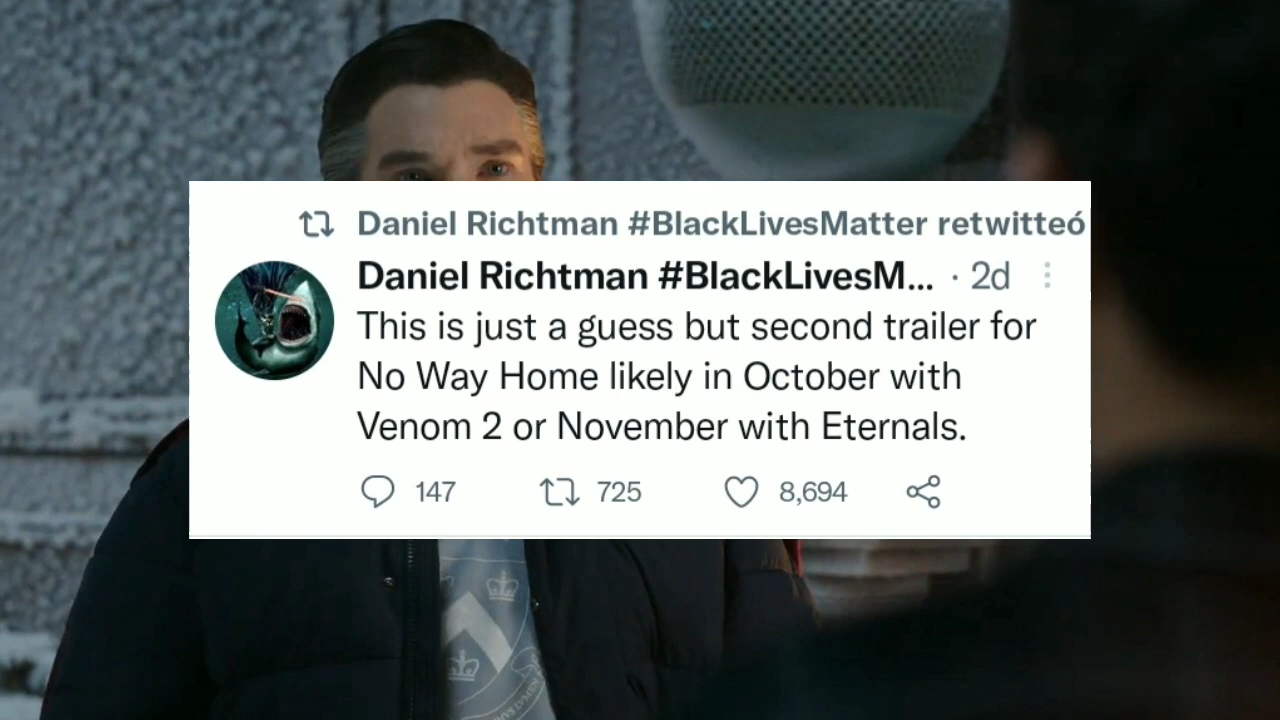 Daniel Richtman #BlackLivesMatter retwitteó
Daniel Richtman #BlackLivesM... · 2d
This is just a guess but second trailer for
No Way Home likely in October with
Venom 2 or November with Eternals.
147 725 8,694